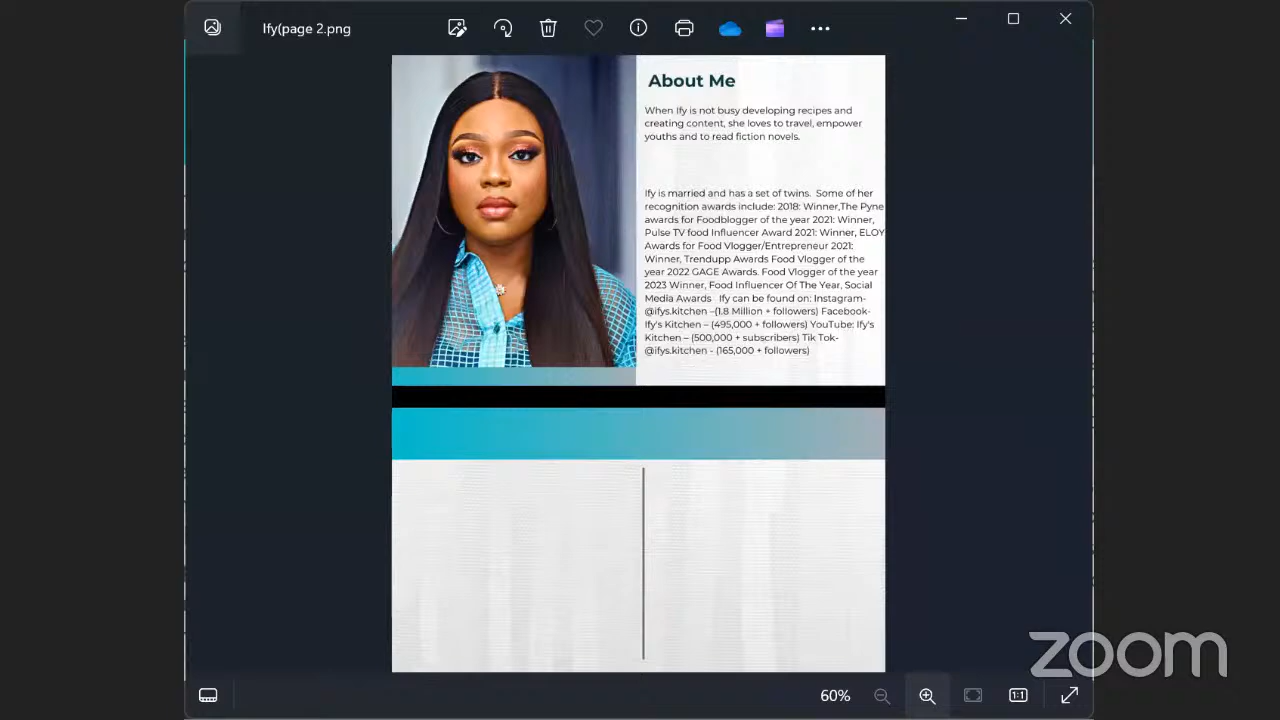 Ify(page 2.png
About Me
When Ify is not busy developing recipes and
creating content, she loves to travel, empower
youths and to read fiction novels.
Ify is married and has a set of twins. Some of her
recognition awards include: 2018: Winner,The Pyne
awards for Foodblogger of the year 2021: Winner,
Pulse TV food Influencer Award 2021: Winner, ELOY
Awards for Food Vlogger/Entrepreneur 2021:
Winner, Trendupp Awards Food Vlogger of the
year 2022 GAGE Awards. Food Vlogger of the year
2023 Winner, Food Influencer Of The Year, Social
Media Awards Ify can be found on: Instagram-
@ifys.kitchen –(1.8 Million + followers) Facebook-
Ify's Kitchen – (495,000 + followers) YouTube: Ify's
Kitchen – (500,000 + subscribers) Tik Tok-
@ifys.kitchen - (165,000 + followers)
zoom
60%
1:1